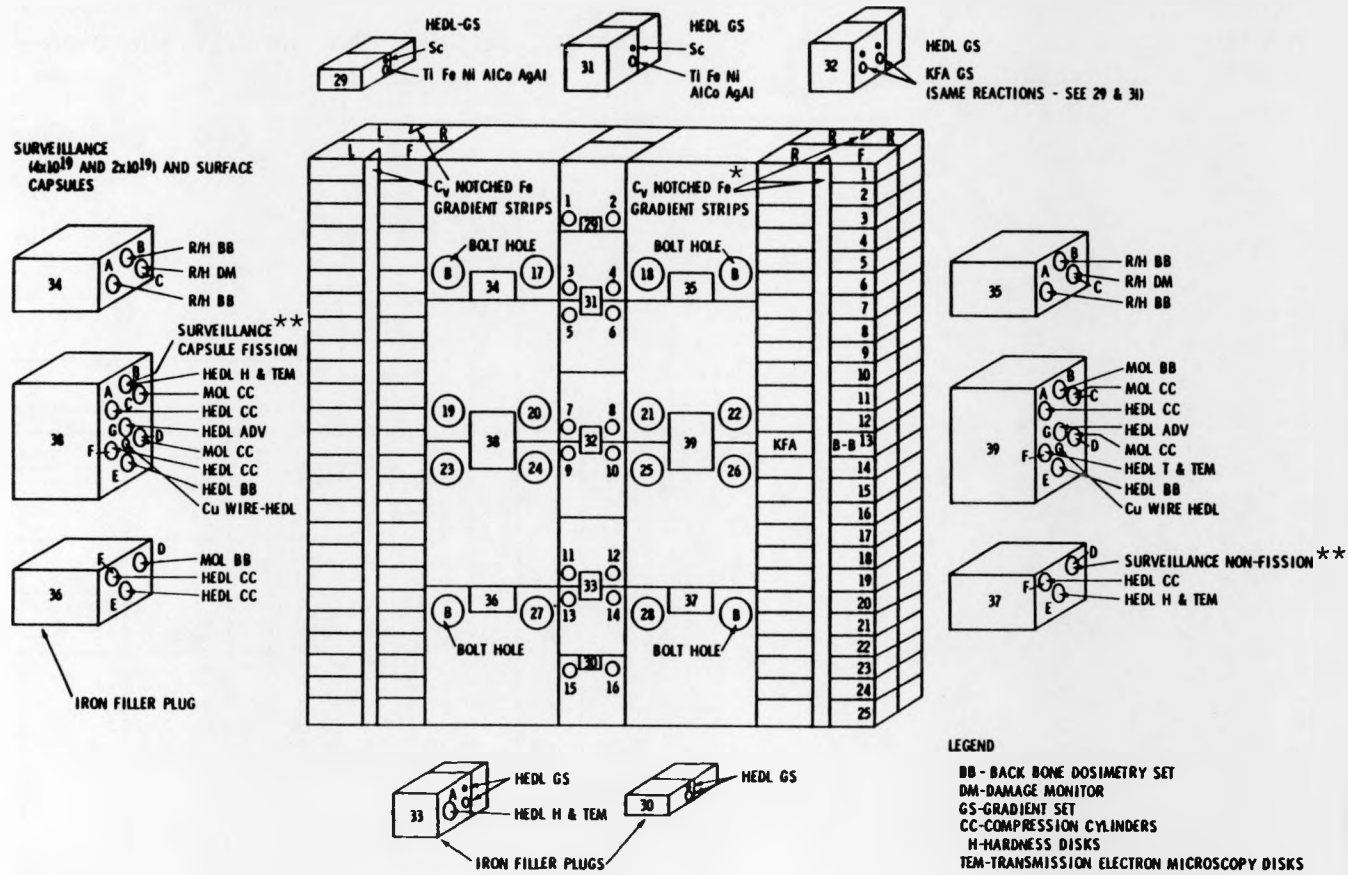 HEDL-GS
Sc
Ti Fe Ni AlCo AgAl
29
HEDL GS
Sc
Ti Fe Ni
AlCo AgAl
31
HEDL GS
KFA GS
(SAME REACTIONS - SEE 29 & 31)
32
SURVEILLANCE
(4x10^19 AND 2x10^19) AND SURFACE
CAPSULES
L R
L F
R R
R F
C_V NOTCHED Fe
GRADIENT STRIPS
*
C_V NOTCHED Fe
GRADIENT STRIPS
BOLT HOLE
BOLT HOLE
B 17 34
18 B 35
1 2 29
3 4 31
5 6
19 20 38 23 24
7 8 32 9 10
21 22 39 25 26
KFA B-B
11 12 33 13 14
B 36 27
28 37 B
BOLT HOLE
BOLT HOLE
30
15 16
1
2
3
4
5
6
7
8
9
10
11
12
13
14
15
16
17
18
19
20
21
22
23
24
25
34
A B C
R/H BB
R/H DM
R/H BB
38
A B C G D F E
SURVEILLANCE**
CAPSULE FISSION
HEDL H & TEM
MOL CC
HEDL CC
HEDL ADV
MOL CC
HEDL CC
HEDL BB
Cu WIRE-HEDL
36
F D E
MOL BB
HEDL CC
HEDL CC
IRON FILLER PLUG
35
A B C
R/H BB
R/H DM
R/H BB
39
A B C G D F E
MOL BB
MOL CC
HEDL CC
HEDL ADV
MOL CC
HEDL T & TEM
HEDL BB
Cu WIRE HEDL
37
F D E
SURVEILLANCE NON-FISSION**
HEDL CC
HEDL H & TEM
33
A
HEDL GS
HEDL H & TEM
30
HEDL GS
IRON FILLER PLUGS
LEGEND
BB - BACK BONE DOSIMETRY SET
DM-DAMAGE MONITOR
GS-GRADIENT SET
CC-COMPRESSION CYLINDERS
H-HARDNESS DISKS
TEM-TRANSMISSION ELECTRON MICROSCOPY DISKS